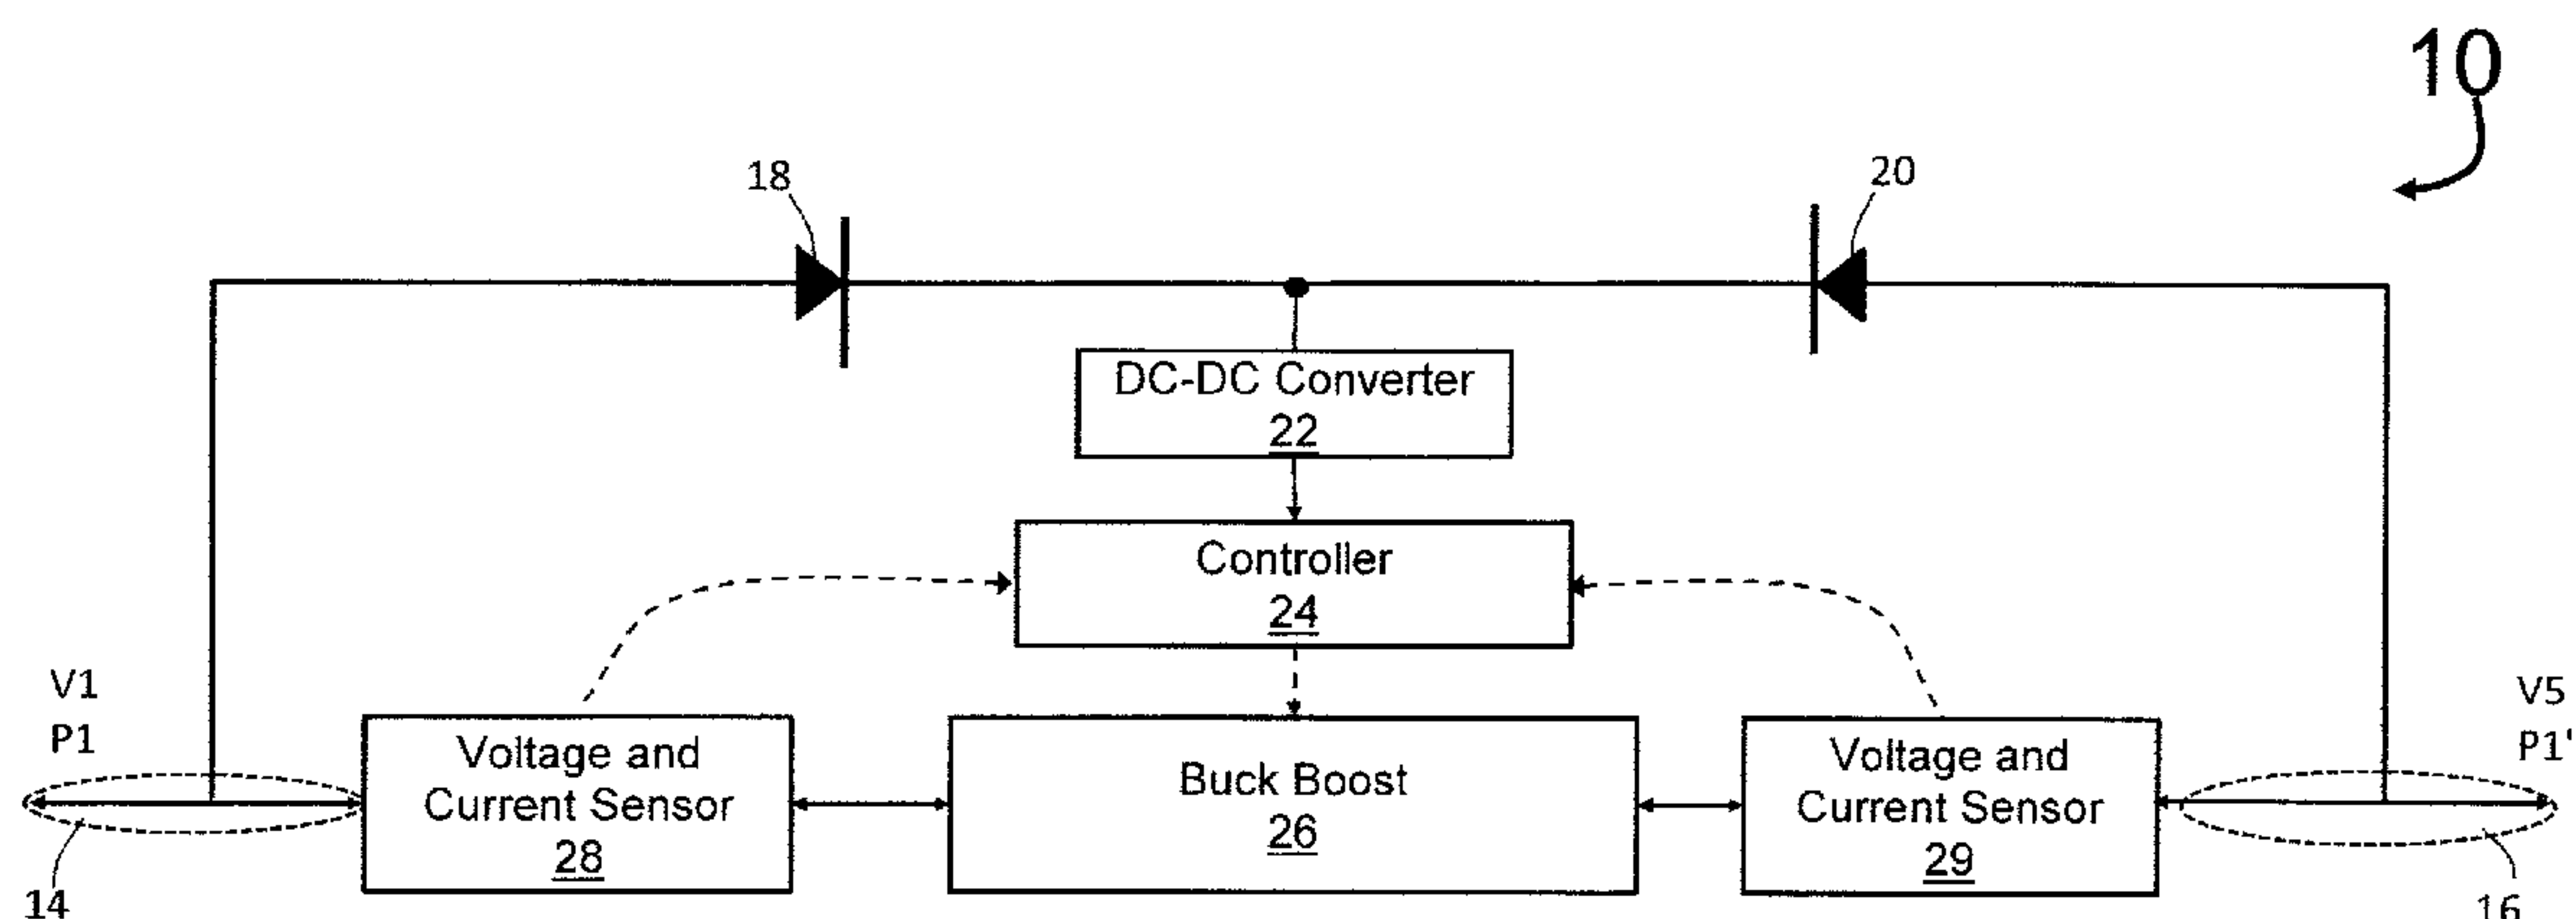 10
18
20
DC-DC Converter
22
Controller
24
V1
P1
V5
P1'
Voltage and
Current Sensor
28
Buck Boost
26
Voltage and
Current Sensor
29
14
16